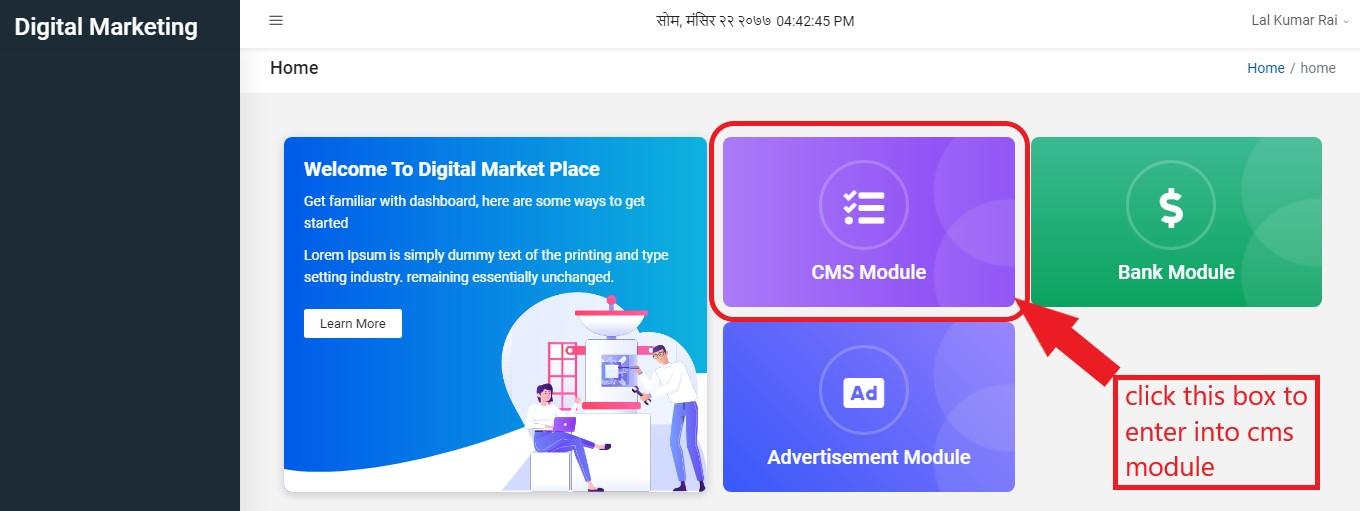 Digital Marketing
सोम, मंसिर २२ २०७७ 04:42:45 PM
Lal Kumar Rai
Home
Home / home
Welcome To Digital Market Place
Get familiar with dashboard, here are some ways to get
started
Lorem Ipsum is simply dummy text of the printing and type
setting industry. remaining essentially unchanged.
Learn More
CMS Module
$
Bank Module
Ad
Advertisement Module
click this box to
enter into cms
module